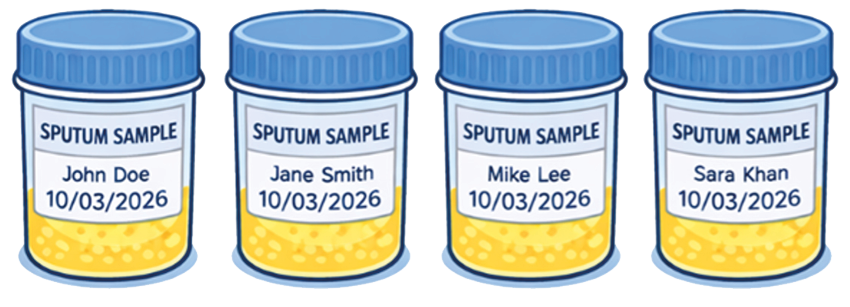 SPUTUM SAMPLE
John Doe
10/03/2026
SPUTUM SAMPLE
Jane Smith
10/03/2026
SPUTUM SAMPLE
Mike Lee
10/03/2026
SPUTUM SAMPLE
Sara Khan
10/03/2026